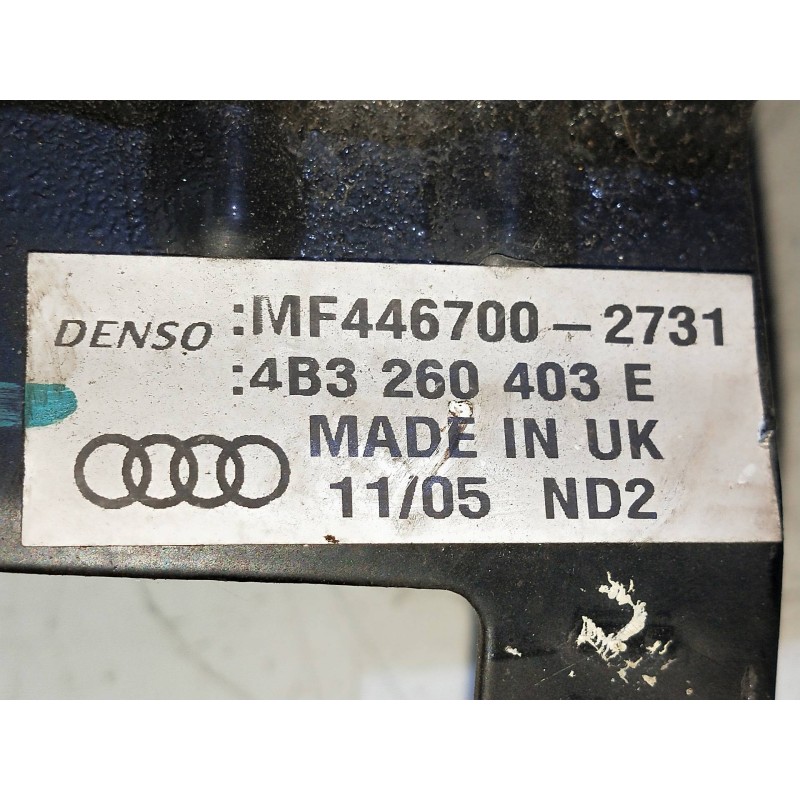 DENSO :MF446700-2731
:4B3 260 403 E
MADE IN UK
11/05 ND2